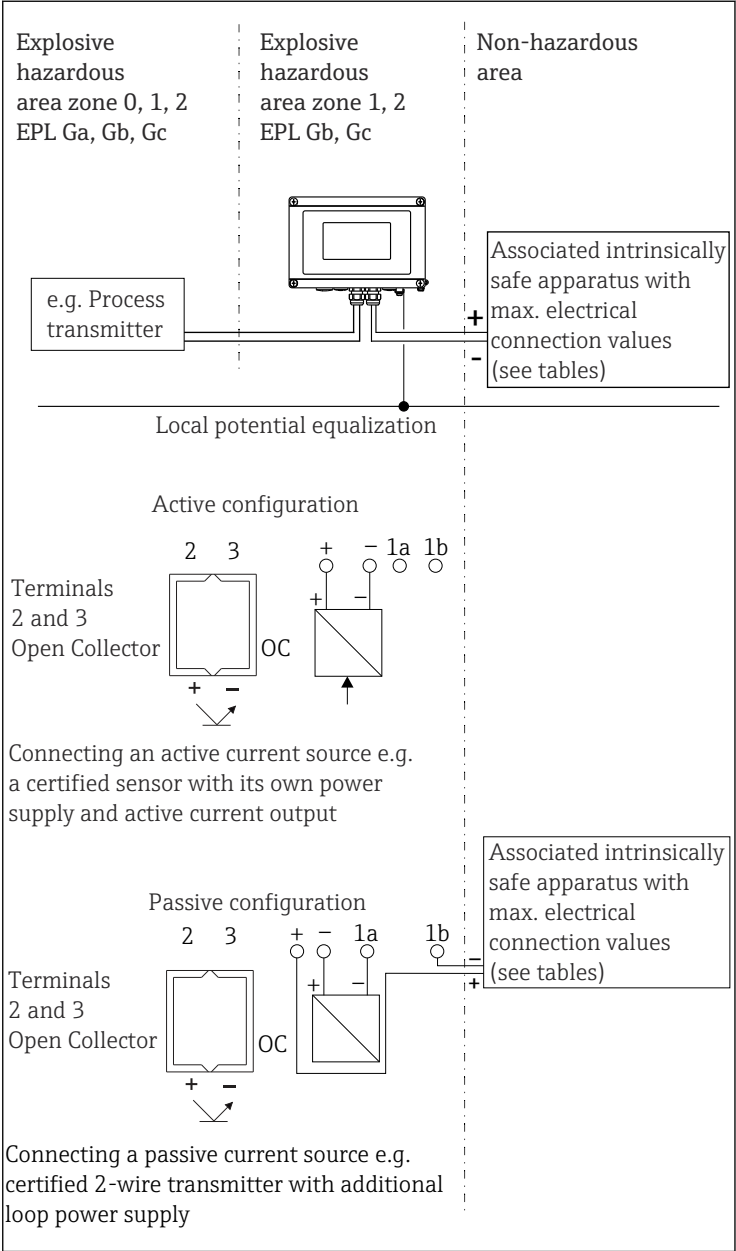 Explosive
hazardous
area zone 0, 1, 2
EPL Ga, Gb, Gc
Explosive
hazardous
area zone 1, 2
EPL Gb, Gc
Non-hazardous
area
e.g. Process
transmitter
+
-
Associated intrinsically
safe apparatus with
max. electrical
connection values
(see tables)
Local potential equalization
Active configuration
2 3
+ – 1a 1b
Terminals
2 and 3
Open Collector
OC
+ –
+ –
Connecting an active current source e.g.
a certified sensor with its own power
supply and active current output
Passive configuration
2 3
+ – 1a 1b
Terminals
2 and 3
Open Collector
OC
+ –
+ –
–
+
Associated intrinsically
safe apparatus with
max. electrical
connection values
(see tables)
Connecting a passive current source e.g.
certified 2-wire transmitter with additional
loop power supply